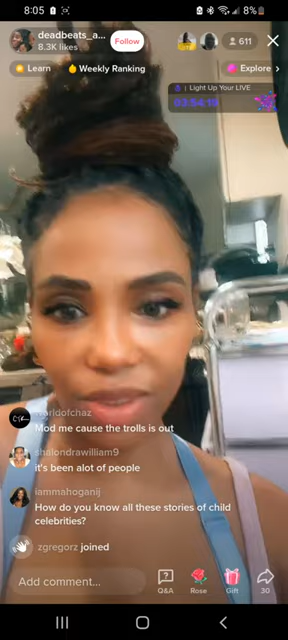 8:05
8%
deadbeats_a...
8.3K likes
Follow
611
Learn
Weekly Ranking
Explore >
Light Up Your LIVE
worldofchaz
Mod me cause the trolls is out
shalondrawilliam9
it's been alot of people
iammahoganij
How do you know all these stories of child
celebrities?
zgregorz joined
Add comment...
Q&A
Rose
Gift
30